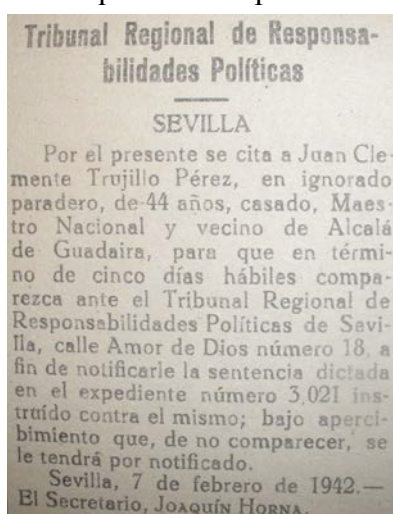 Tribunal Regional de Responsa-
bilidades Políticas
SEVILLA
Por el presente se cita a Juan Cle-
mente Trujillo Pérez, en ignorado
paradero, de 44 años, casado, Maes-
tro Nacional y vecino de Alcalá
de Guadaira, para que en térmi-
no de cinco días hábiles compa-
rezca ante el Tribunal Regional de
Responsabilidades Políticas de Sevi-
lla, calle Amor de Dios número 18, a
fin de notificarle la sentencia dictada
en el expediente número 3,021 ins-
truído contra el mismo; bajo aperci-
bimiento que, de no comparecer, se
le tendrá por notificado.
Sevilla, 7 de febrero de 1942.—
El Secretario, JOAQUÍN HORNA.